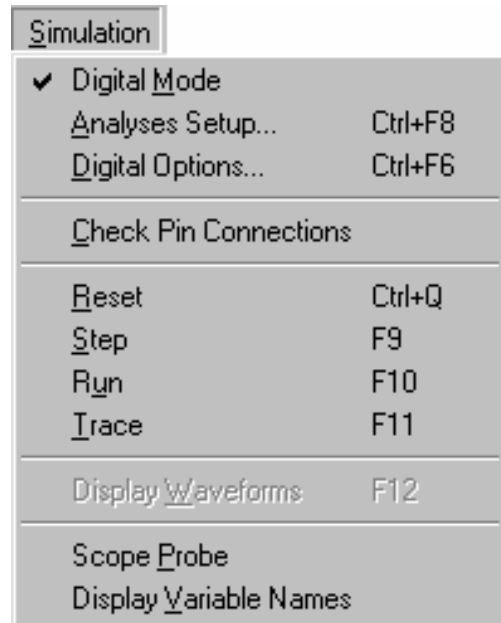 Simulation
Digital Mode
Analyses Setup... Ctrl+F8
Digital Options... Ctrl+F6
Check Pin Connections
Reset Ctrl+Q
Step F9
Run F10
Trace F11
Display Waveforms F12
Scope Probe
Display Variable Names